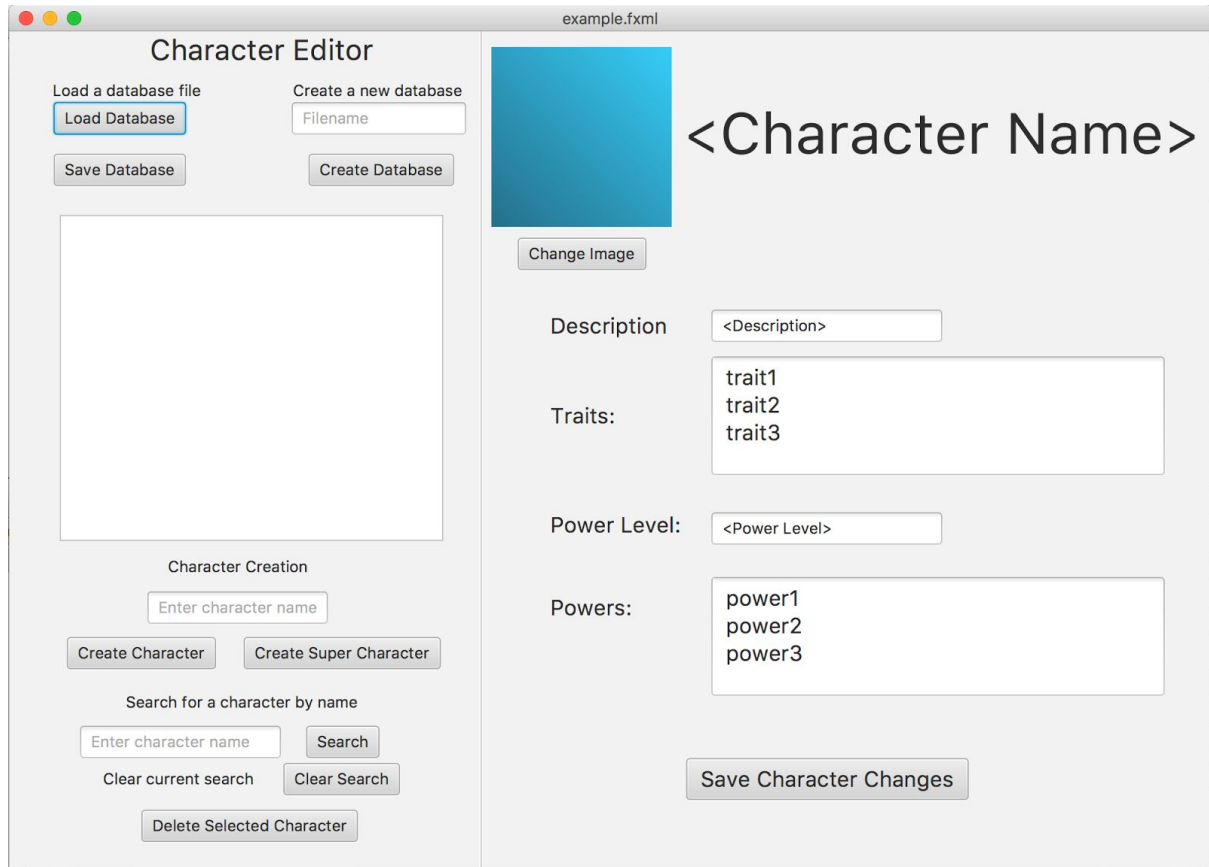 example.fxml
Character Editor
Load a database file
Create a new database
Load Database
Filename
Save Database
Create Database
Character Creation
Enter character name
Create Character
Create Super Character
Search for a character by name
Enter character name
Search
Clear current search
Clear Search
Delete Selected Character
<Character Name>
Change Image
Description
<Description>
Traits:
trait1
trait2
trait3
Power Level:
<Power Level>
Powers:
power1
power2
power3
Save Character Changes